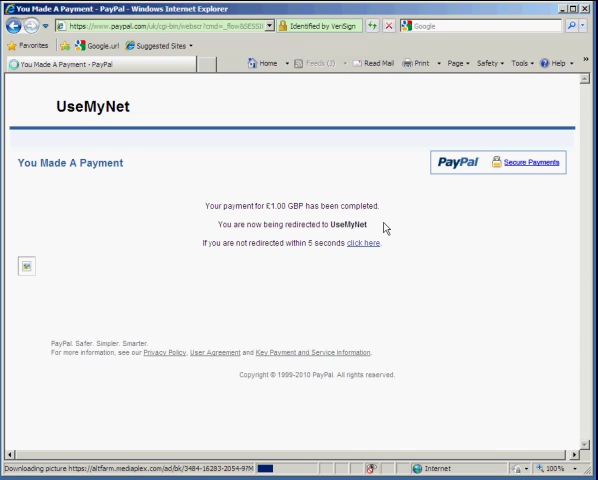 You Made A Payment - PayPal - Windows Internet Explorer
https://www.paypal.com/uk/cgi-bin/webscr?cmd=_flow&SESSI
Identified by VeriSign
Google
Favorites
Google.url
Suggested Sites
You Made A Payment - PayPal
Home
Feeds (J)
Read Mail
Print
Page
Safety
Tools
Help
UseMyNet
You Made A Payment
PayPal
Secure Payments
Your payment for £1.00 GBP has been completed.
You are now being redirected to UseMyNet
If you are not redirected within 5 seconds click here.
PayPal. Safer. Simpler. Smarter.
For more information, see our Privacy Policy, User Agreement and Key Payment and Service Information.
Copyright © 1999-2010 PayPal. All rights reserved.
Downloading picture https://altfarm.mediaplex.com/ad/bk/3484-16283-2054-9?M
Internet
100%